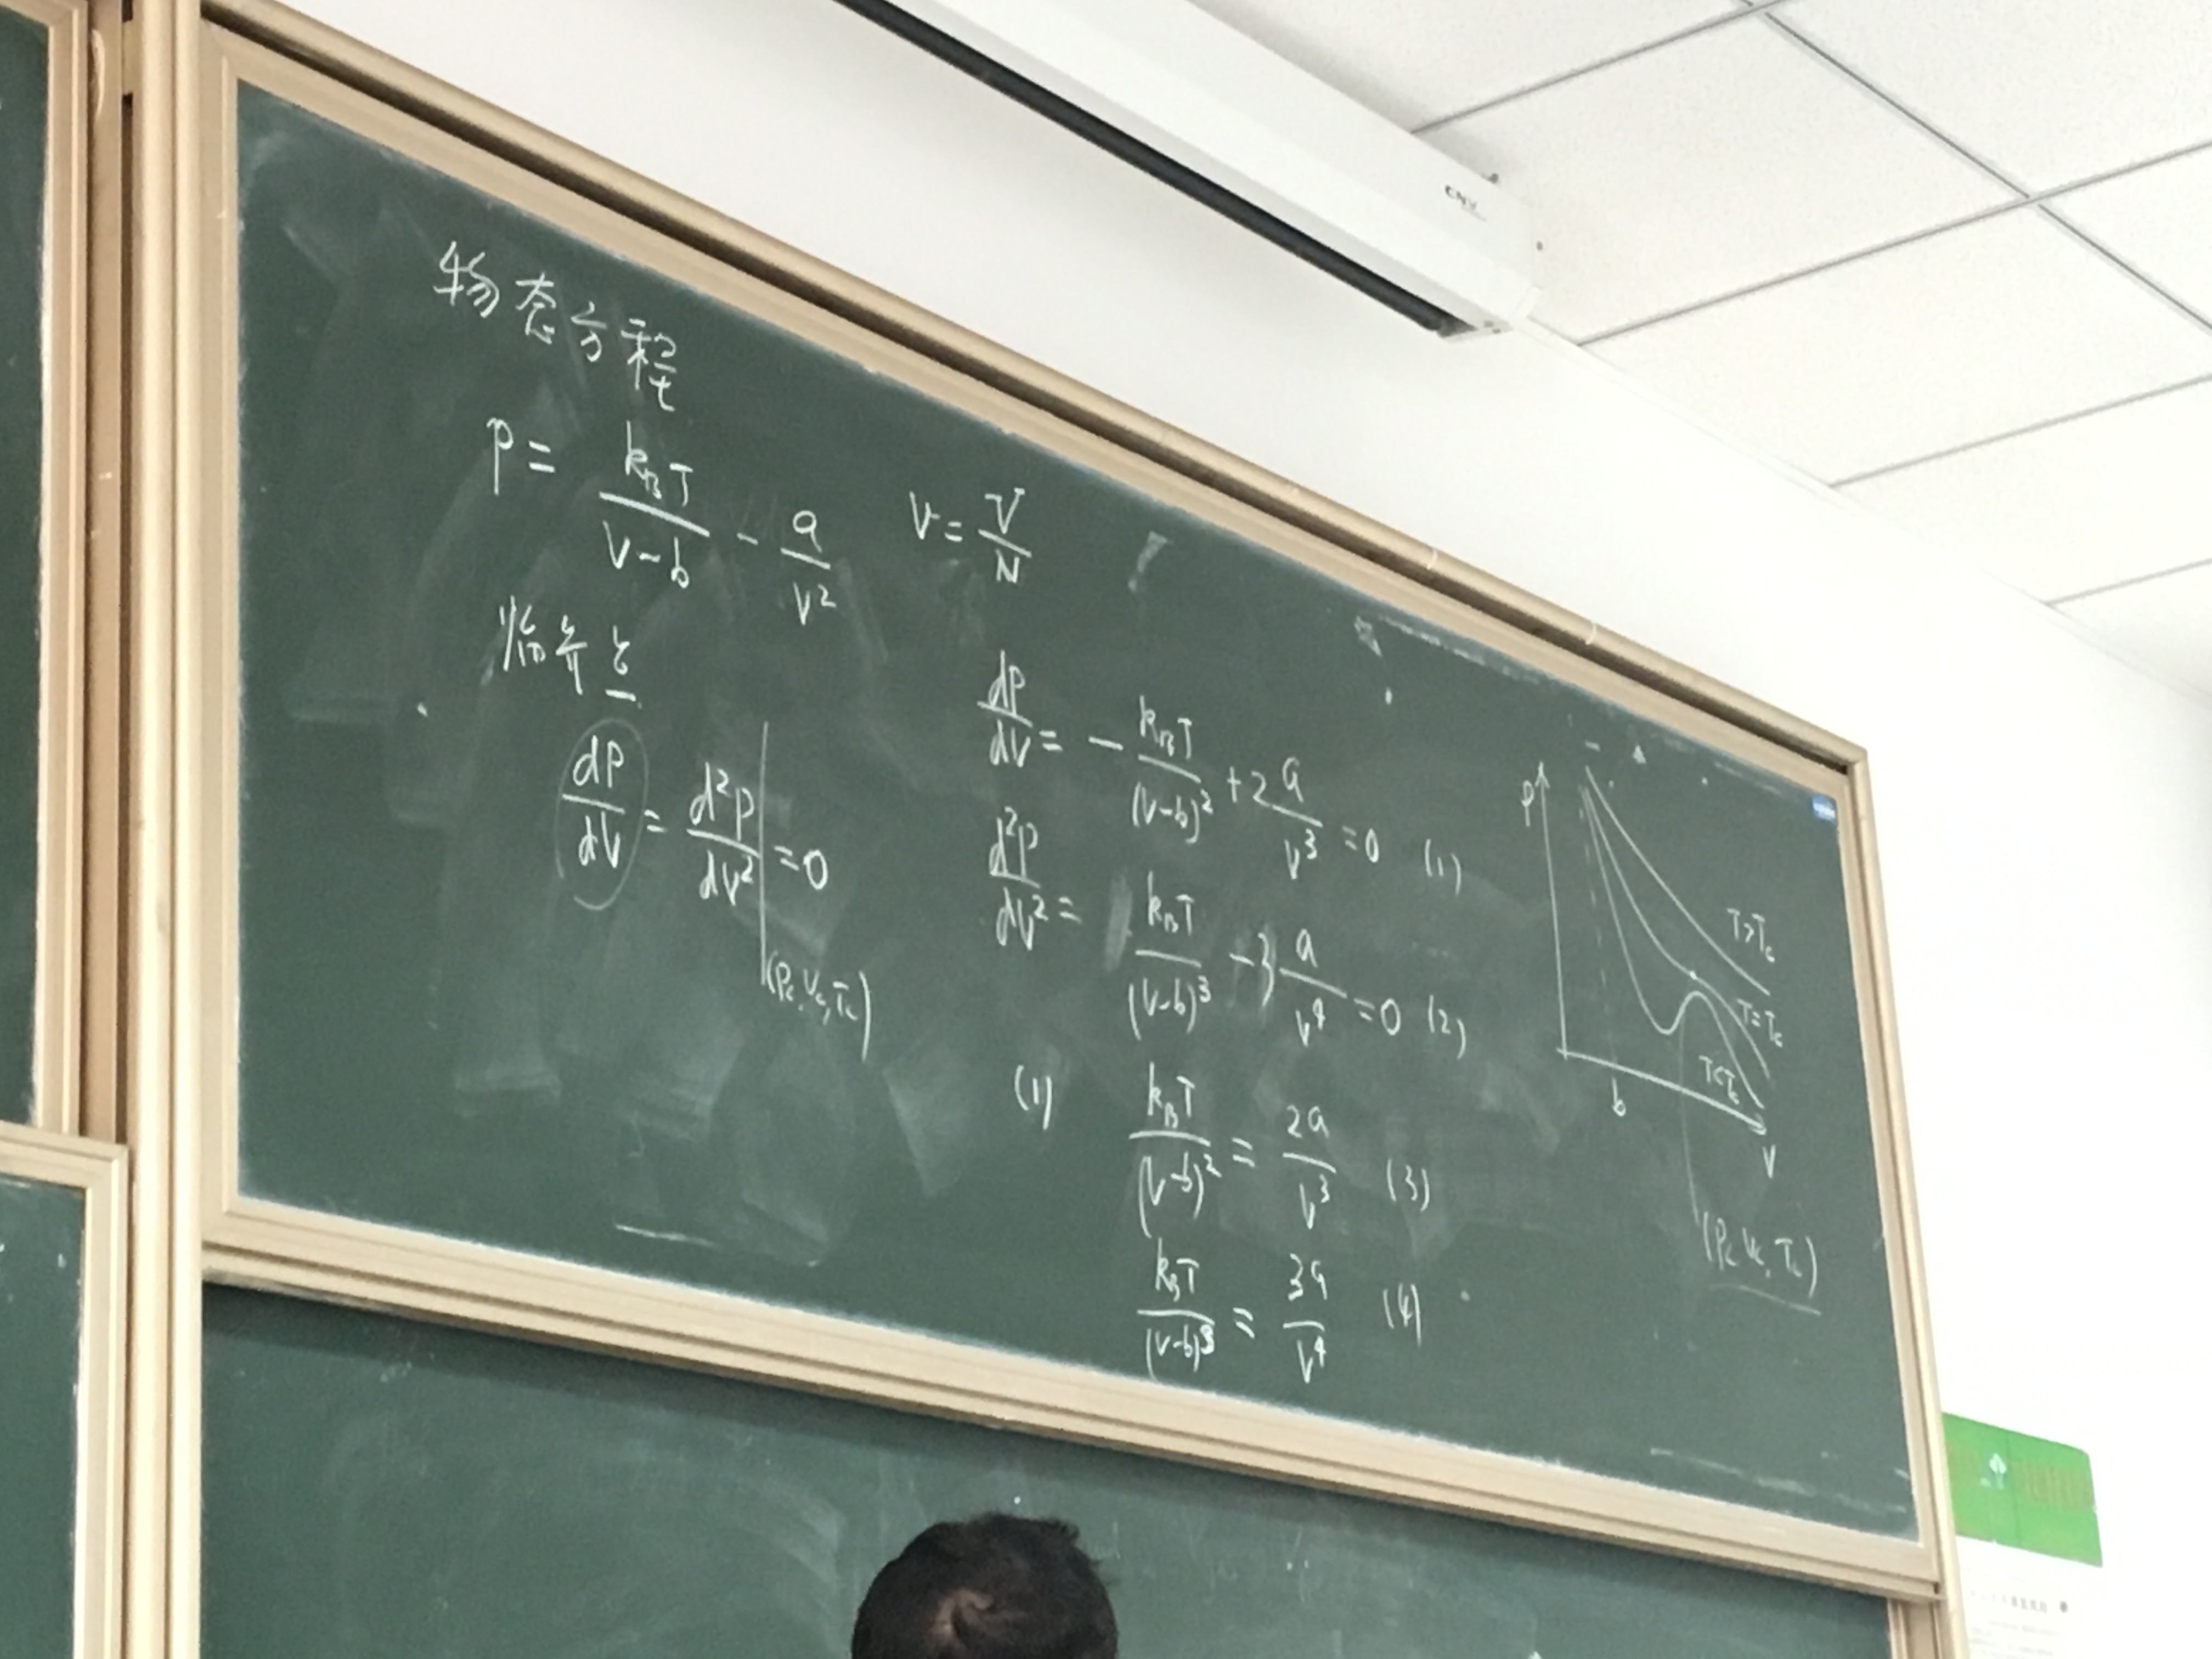 物态方程
P = \frac{k_B T}{v-b} - \frac{a}{v^2}   v = \frac{V}{N}
临界点
\frac{dP}{dv} = \frac{d^2P}{dv^2} |_{(P_c, v_c, T_c)} = 0
\frac{dP}{dv} = -\frac{k_B T}{(v-b)^2} + 2\frac{a}{v^3} = 0 (1)
\frac{d^2P}{dv^2} = \frac{k_B T}{(v-b)^3} - 3\frac{a}{v^4} = 0 (2)
(1) \frac{k_B T}{(v-b)^2} = \frac{2a}{v^3} (3)
\frac{k_B T}{(v-b)^3} = \frac{3a}{v^4} (4)
P
T>T_c
T=T_c
T<T_c
b
v
(P_c v_c, T_c)
CNV